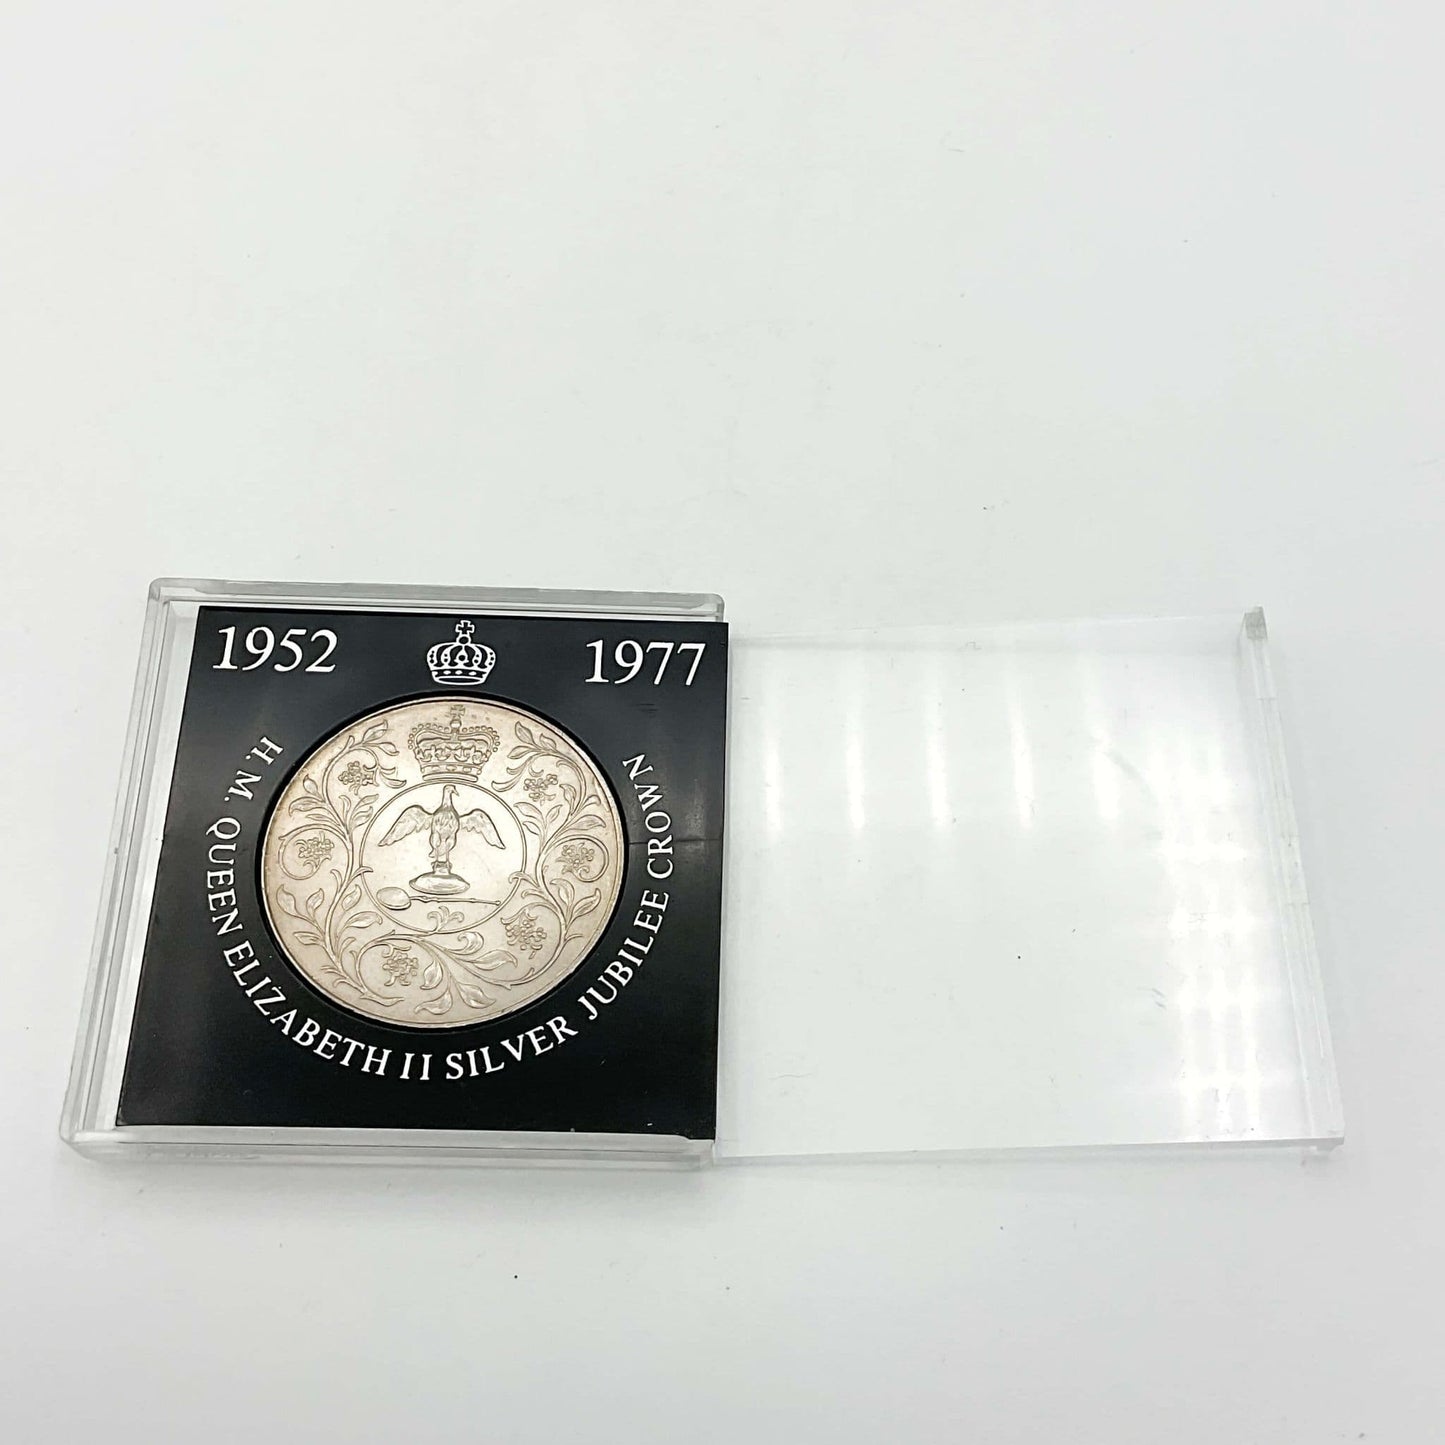 1952 1977
H.M. QUEEN ELIZABETH II SILVER JUBILEE CROWN